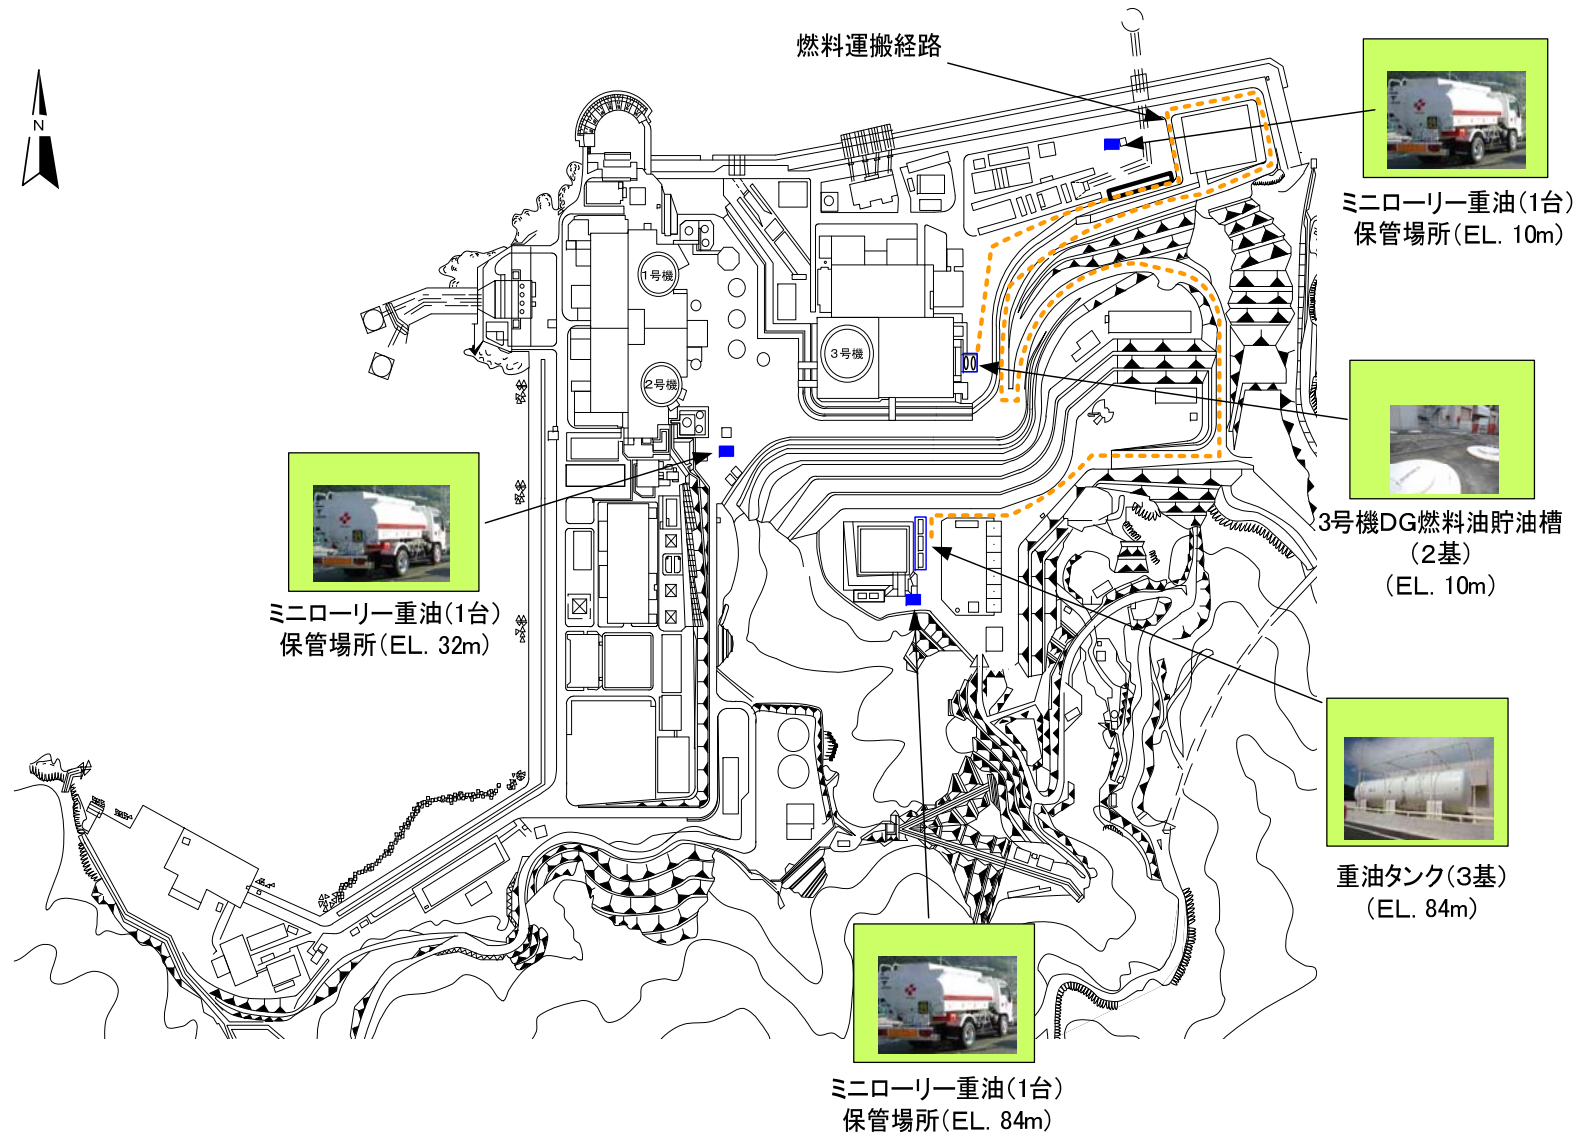 燃料運搬経路
N
ミニローリー重油(1台)
保管場所(EL. 10m)
1号機
3号機
2号機
ミニローリー重油(1台)
保管場所(EL. 32m)
3号機DG燃料油貯油槽
(2基)
(EL. 10m)
重油タンク(3基)
(EL. 84m)
ミニローリー重油(1台)
保管場所(EL. 84m)